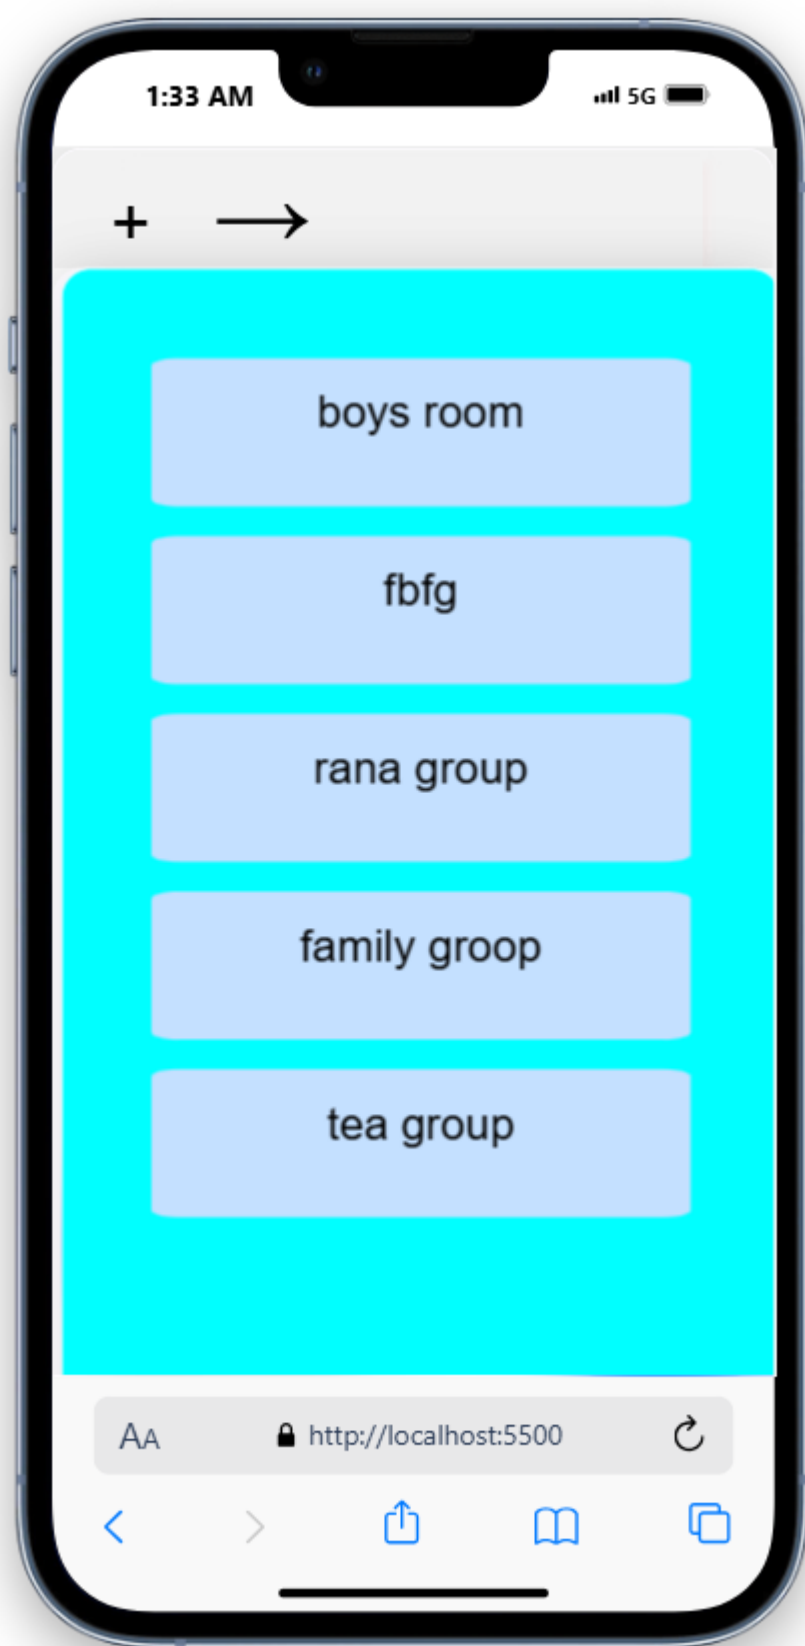 1:33 AM 5G
+ →
boys room
fbfg
rana group
family groop
tea group
AA http://localhost:5500